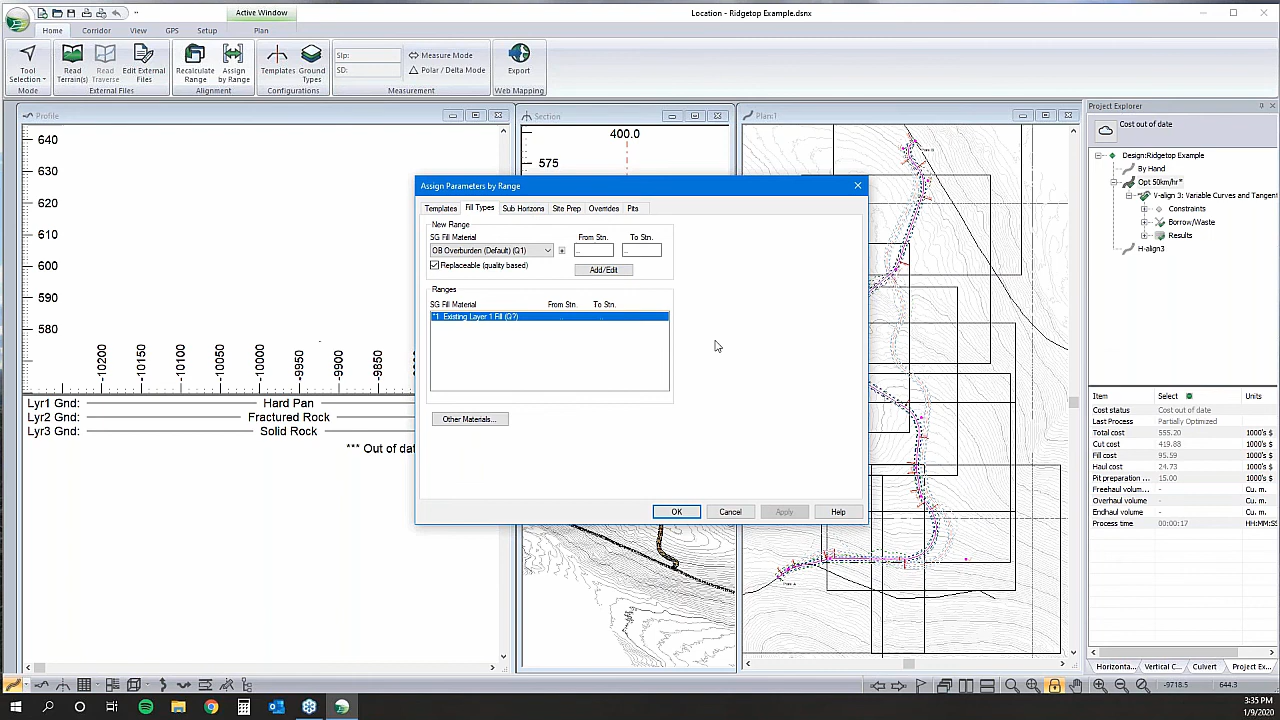 Active Window
Location - Ridgetop Example.dsnx
Home
Corridor
View
GPS
Setup
Plan
Tool Selection
Mode
Read Terrain(s)
Read Traverse
Edit External Files
External Files
Recalculate Range
Assign by Range
Alignment
Templates
Ground Types
Configurations
Slp:
SD:
Measure Mode
Polar / Delta Mode
Measurement
Export
Web Mapping
Profile
640
630
620
610
600
590
580
-10200
-10150
-10100
-10050
-10000
-9950
-9900
-9850
Lyr1 Gnd:
Hard Pan
Lyr2 Gnd:
Fractured Rock
Lyr3 Gnd:
Solid Rock
*** Out of dat
Section
400.0
575
Plan:1
Assign Parameters by Range
Templates
Fill Types
Sub Horizons
Site Prep
Overrides
Pits
New Range
SG Fill Material
From Stn.
To Stn.
OB Overburden (Default) (Q1)
Replaceable (quality based)
Add/Edit
Ranges
SG Fill Material
From Stn.
To Stn.
*1 Existing Layer 1 Fill (Q?)
Other Materials...
OK
Cancel
Apply
Help
Project Explorer
Cost out of date
Design:Ridgetop Example
By Hand
Opt 50km/hr*
V-align 3: Variable Curves and Tangen
Constraints
Borrow/Waste
Results
H-align3
Item
Select
Units
Cost status
Cost out of date
Last Process
Partially Optimized
Total cost
555.20
1000's $
Cut cost
419.88
1000's $
Fill cost
95.59
1000's $
Haul cost
24.73
1000's $
Pit preparation ...
15.00
1000's $
Freehaul volum...
-
Cu. m.
Overhaul volume
-
Cu. m.
Endhaul volume
-
Cu. m.
Process time
00:00:17
HH:MM:SS
Horizonta...
Vertical C...
Culvert
Project Ex...
-9718.5
644.3
3:35 PM
1/9/2020